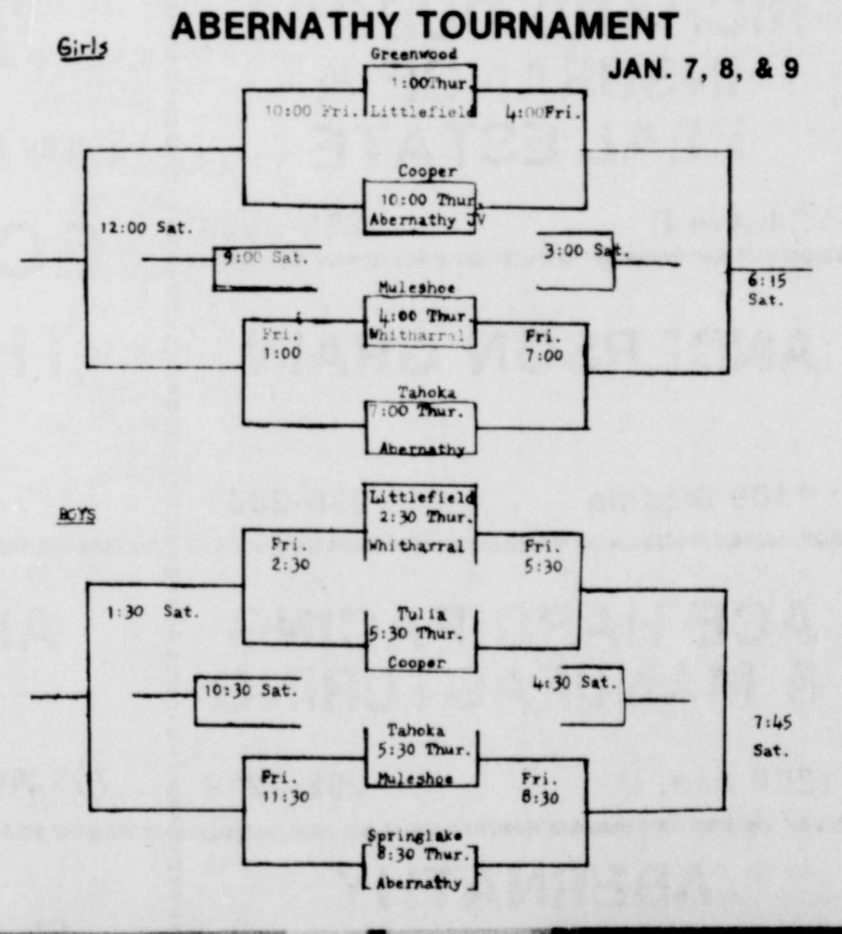 ABERNATHY TOURNAMENT
Girls
JAN. 7, 8, & 9
Greenwood
1:00 Thur.
10:00 Fri. Littlefield 4:00 Fri.
Cooper
10:00 Thur.
Abernathy JV
12:00 Sat.
9:00 Sat.
3:00 Sat.
6:15
Sat.
Muleshoe
4:00 Thur.
Fri. Whitharral Fri.
1:00 7:00
Tahoka
7:00 Thur.
Abernathy
BOYS
Littlefield
2:30 Thur.
Fri. Whitharral Fri.
2:30 5:30
1:30 Sat.
Tulia
5:30 Thur.
Cooper
10:30 Sat.
4:30 Sat.
7:45
Sat.
Tahoka
5:30 Thur.
Fri. Muleshoe Fri.
11:30 8:30
Springlake
8:30 Thur.
Abernathy